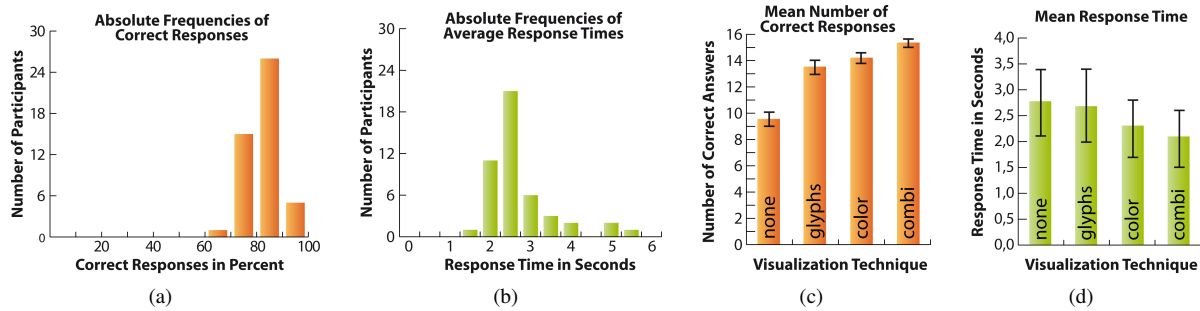 Absolute Frequencies of
Correct Responses
Number of Participants
30
24
18
12
6
0
20 40 60 80 100
Correct Responses in Percent
(a)
Absolute Frequencies of
Average Response Times
Number of Participants
30
24
18
12
6
0
0 1 2 3 4 5 6
Response Time in Seconds
(b)
Mean Number of
Correct Responses
Number of Correct Answers
16
14
12
10
8
6
4
2
0
none
glyphs
color
combi
Visualization Technique
(c)
Mean Response Time
Response Time in Seconds
4,0
3,5
3,0
2,5
2,0
1,5
1,0
0,5
0,0
none
glyphs
color
combi
Visualization Technique
(d)